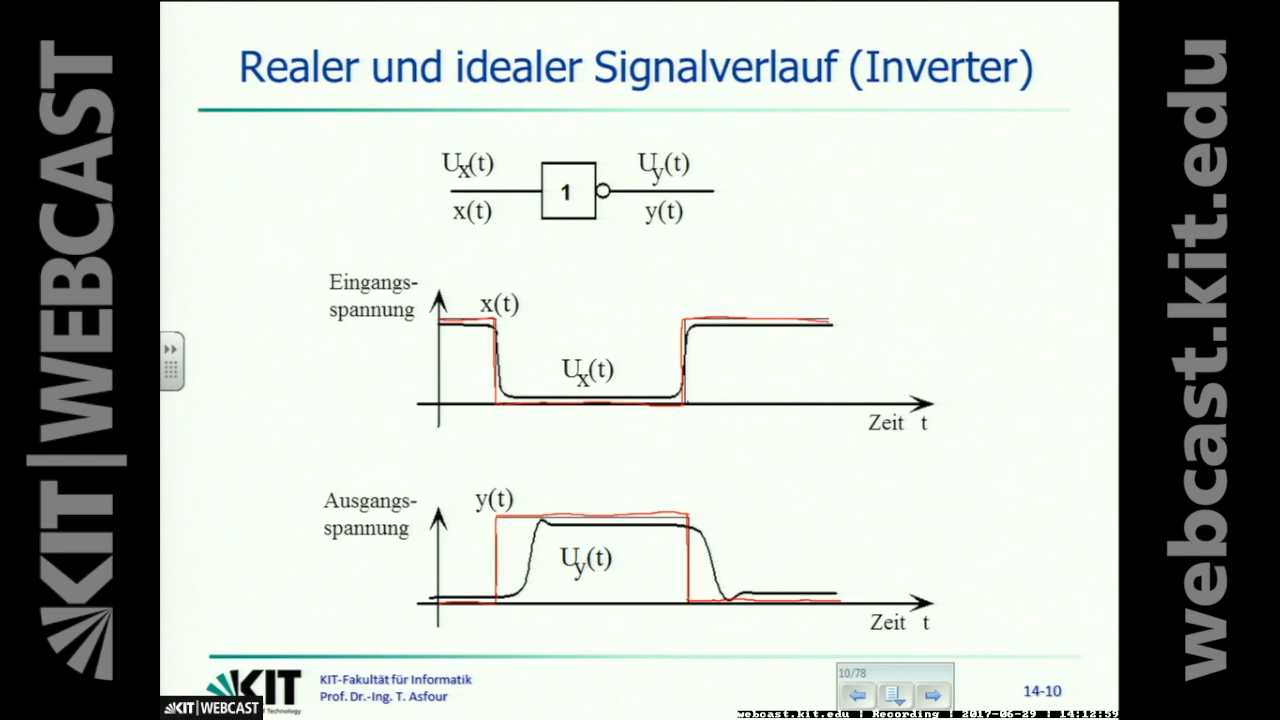 Realer und idealer Signalverlauf (Inverter)
Ux(t)
Uy(t)
1
x(t)
y(t)
Eingangs-
spannung
x(t)
Ux(t)
Zeit t
Ausgangs-
spannung
y(t)
Uy(t)
Zeit t
KIT
KIT-Fakultät für Informatik
Prof. Dr.-Ing. T. Asfour
10/78
14-10
KIT|WEBCAST
Technology
webcast.kit.edu | Recording | 2017-06-29 | 14:12:59
KIT|WEBCAST
webcast.kit.edu